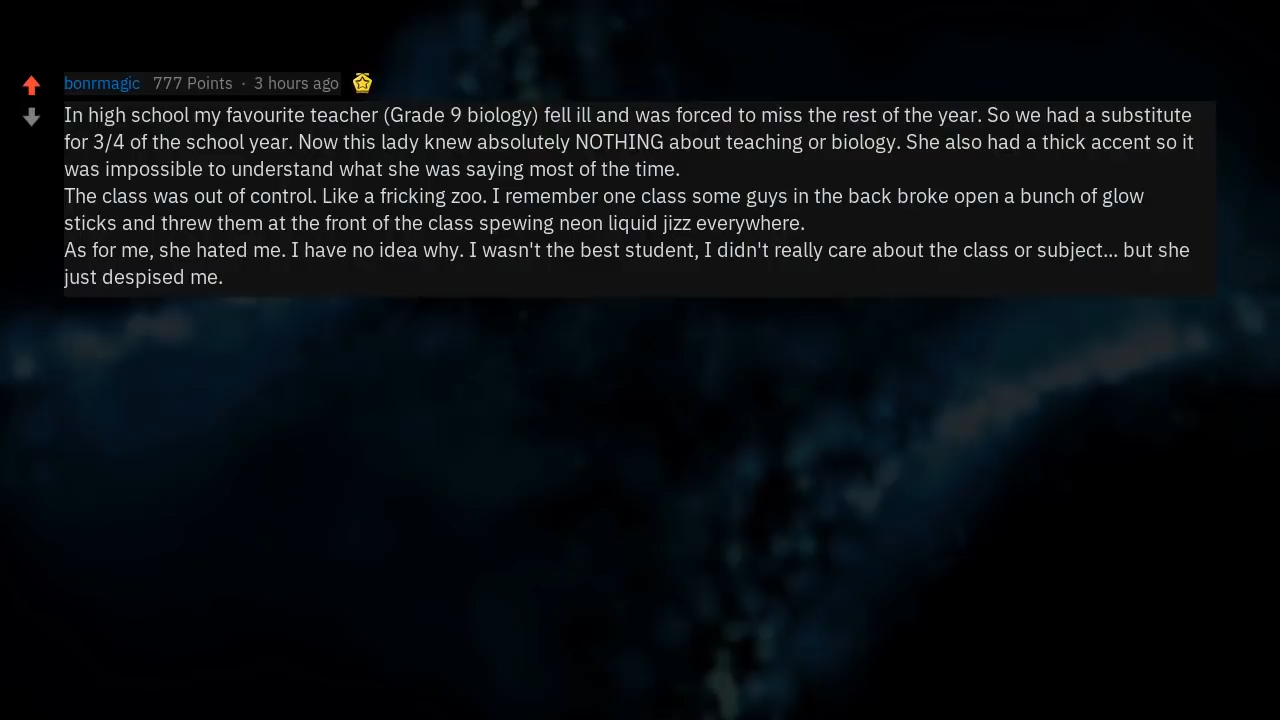 bonrmagic 777 Points · 3 hours ago
In high school my favourite teacher (Grade 9 biology) fell ill and was forced to miss the rest of the year. So we had a substitute
for 3/4 of the school year. Now this lady knew absolutely NOTHING about teaching or biology. She also had a thick accent so it
was impossible to understand what she was saying most of the time.
The class was out of control. Like a fricking zoo. I remember one class some guys in the back broke open a bunch of glow
sticks and threw them at the front of the class spewing neon liquid jizz everywhere.
As for me, she hated me. I have no idea why. I wasn't the best student, I didn't really care about the class or subject... but she
just despised me.